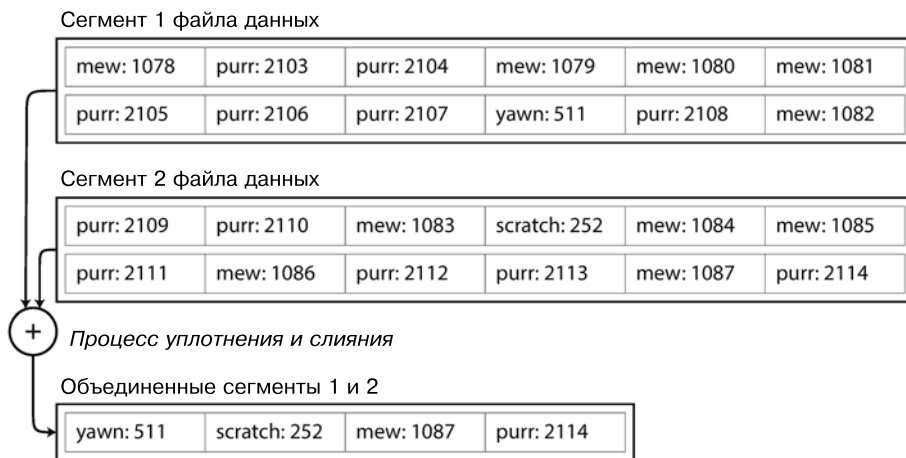 Сегмент 1 файла данных
mew: 1078 purr: 2103 purr: 2104 mew: 1079 mew: 1080 mew: 1081
purr: 2105 purr: 2106 purr: 2107 yawn: 511 purr: 2108 mew: 1082
Сегмент 2 файла данных
purr: 2109 purr: 2110 mew: 1083 scratch: 252 mew: 1084 mew: 1085
purr: 2111 mew: 1086 purr: 2112 purr: 2113 mew: 1087 purr: 2114
+ Процесс уплотнения и слияния
Объединенные сегменты 1 и 2
yawn: 511 scratch: 252 mew: 1087 purr: 2114